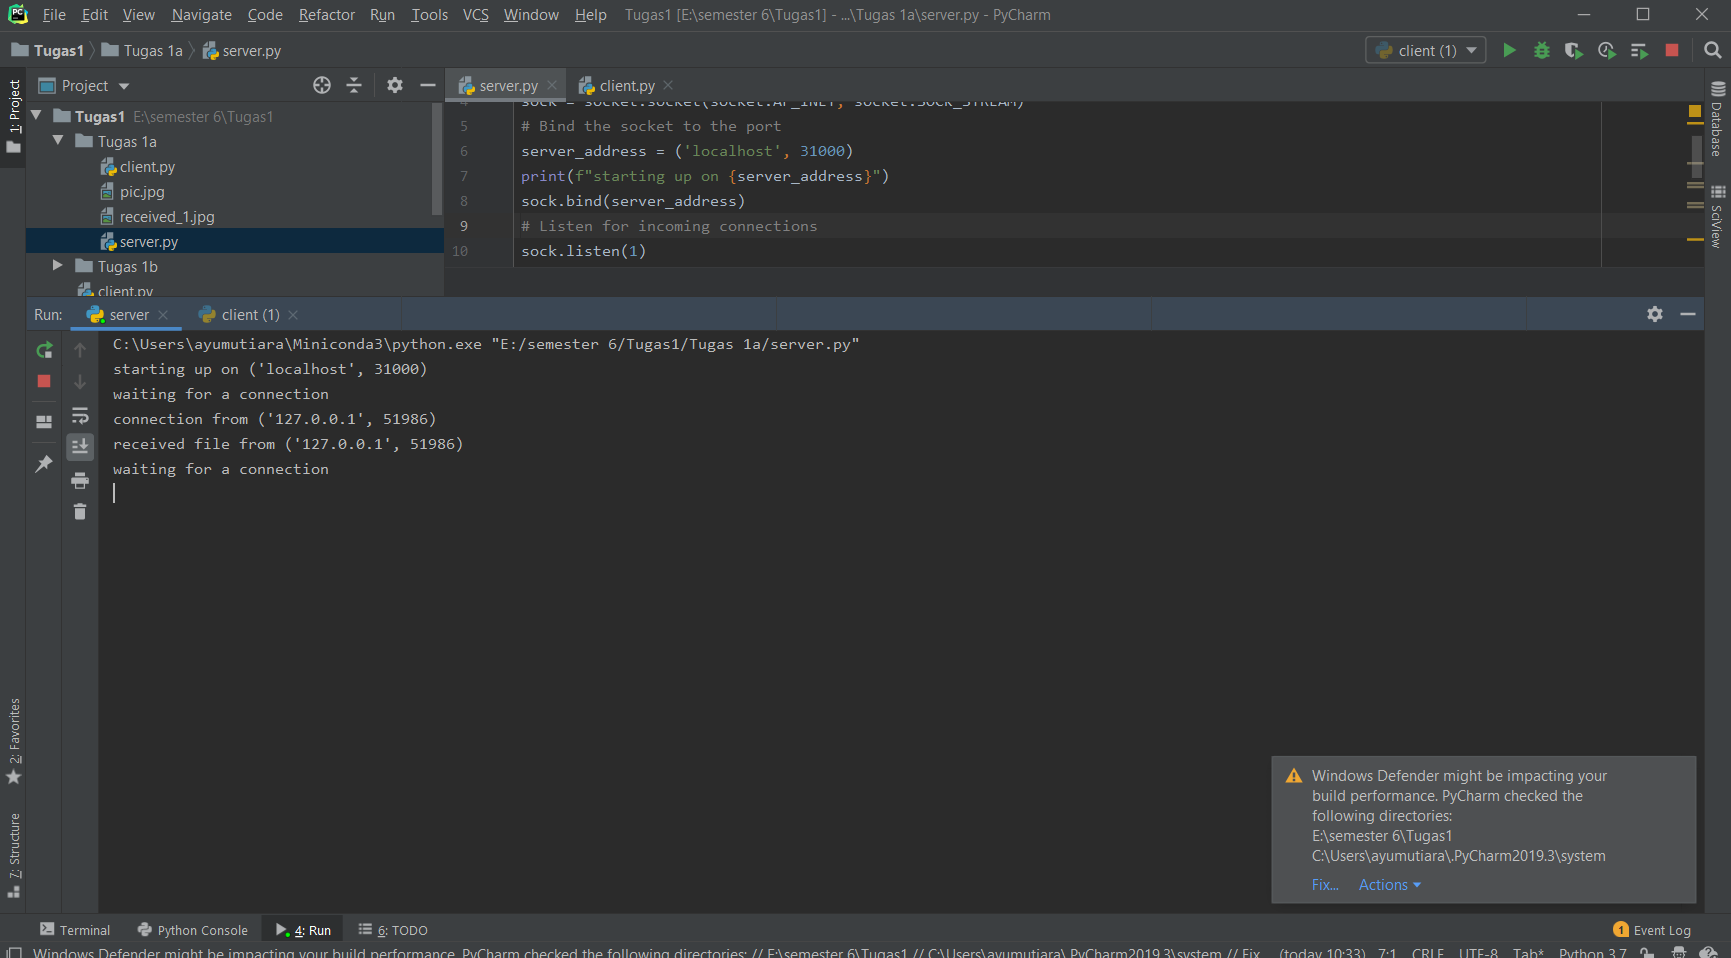 PC File Edit View Navigate Code Refactor Run Tools VCS Window Help Tugas1 [E:\semester 6\Tugas1] - ...\Tugas 1a\server.py - PyCharm
Tugas1 Tugas 1a server.py client (1)
1: Project
Project
Tugas1 E:\semester 6\Tugas1
Tugas 1a
client.py
pic.jpg
received_1.jpg
server.py
Tugas 1b
client.py
server.py client.py
4 sock = socket.socket(socket.AF_INET, socket.SOCK_STREAM)
5 # Bind the socket to the port
6 server_address = ('localhost', 31000)
7 print(f"starting up on {server_address}")
8 sock.bind(server_address)
9 # Listen for incoming connections
10 sock.listen(1)
Database
SciView
Run: server client (1)
C:\Users\ayumutiara\Miniconda3\python.exe "E:/semester 6/Tugas1/Tugas 1a/server.py"
starting up on ('localhost', 31000)
waiting for a connection
connection from ('127.0.0.1', 51986)
received file from ('127.0.0.1', 51986)
waiting for a connection
2: Favorites
7: Structure
Windows Defender might be impacting your
build performance. PyCharm checked the
following directories:
E:\semester 6\Tugas1
C:\Users\ayumutiara\.PyCharm2019.3\system
Fix... Actions
Terminal Python Console 4: Run 6: TODO 1 Event Log
Windows Defender might be impacting your build performance. PyCharm checked the following directories: // E:\semester 6\Tugas1 // C:\Users\ayumutiara\.PyCharm2019.3\system // Fix... (today 10:33) 7:1 CRLF UTF-8 Tab* Python 3.7